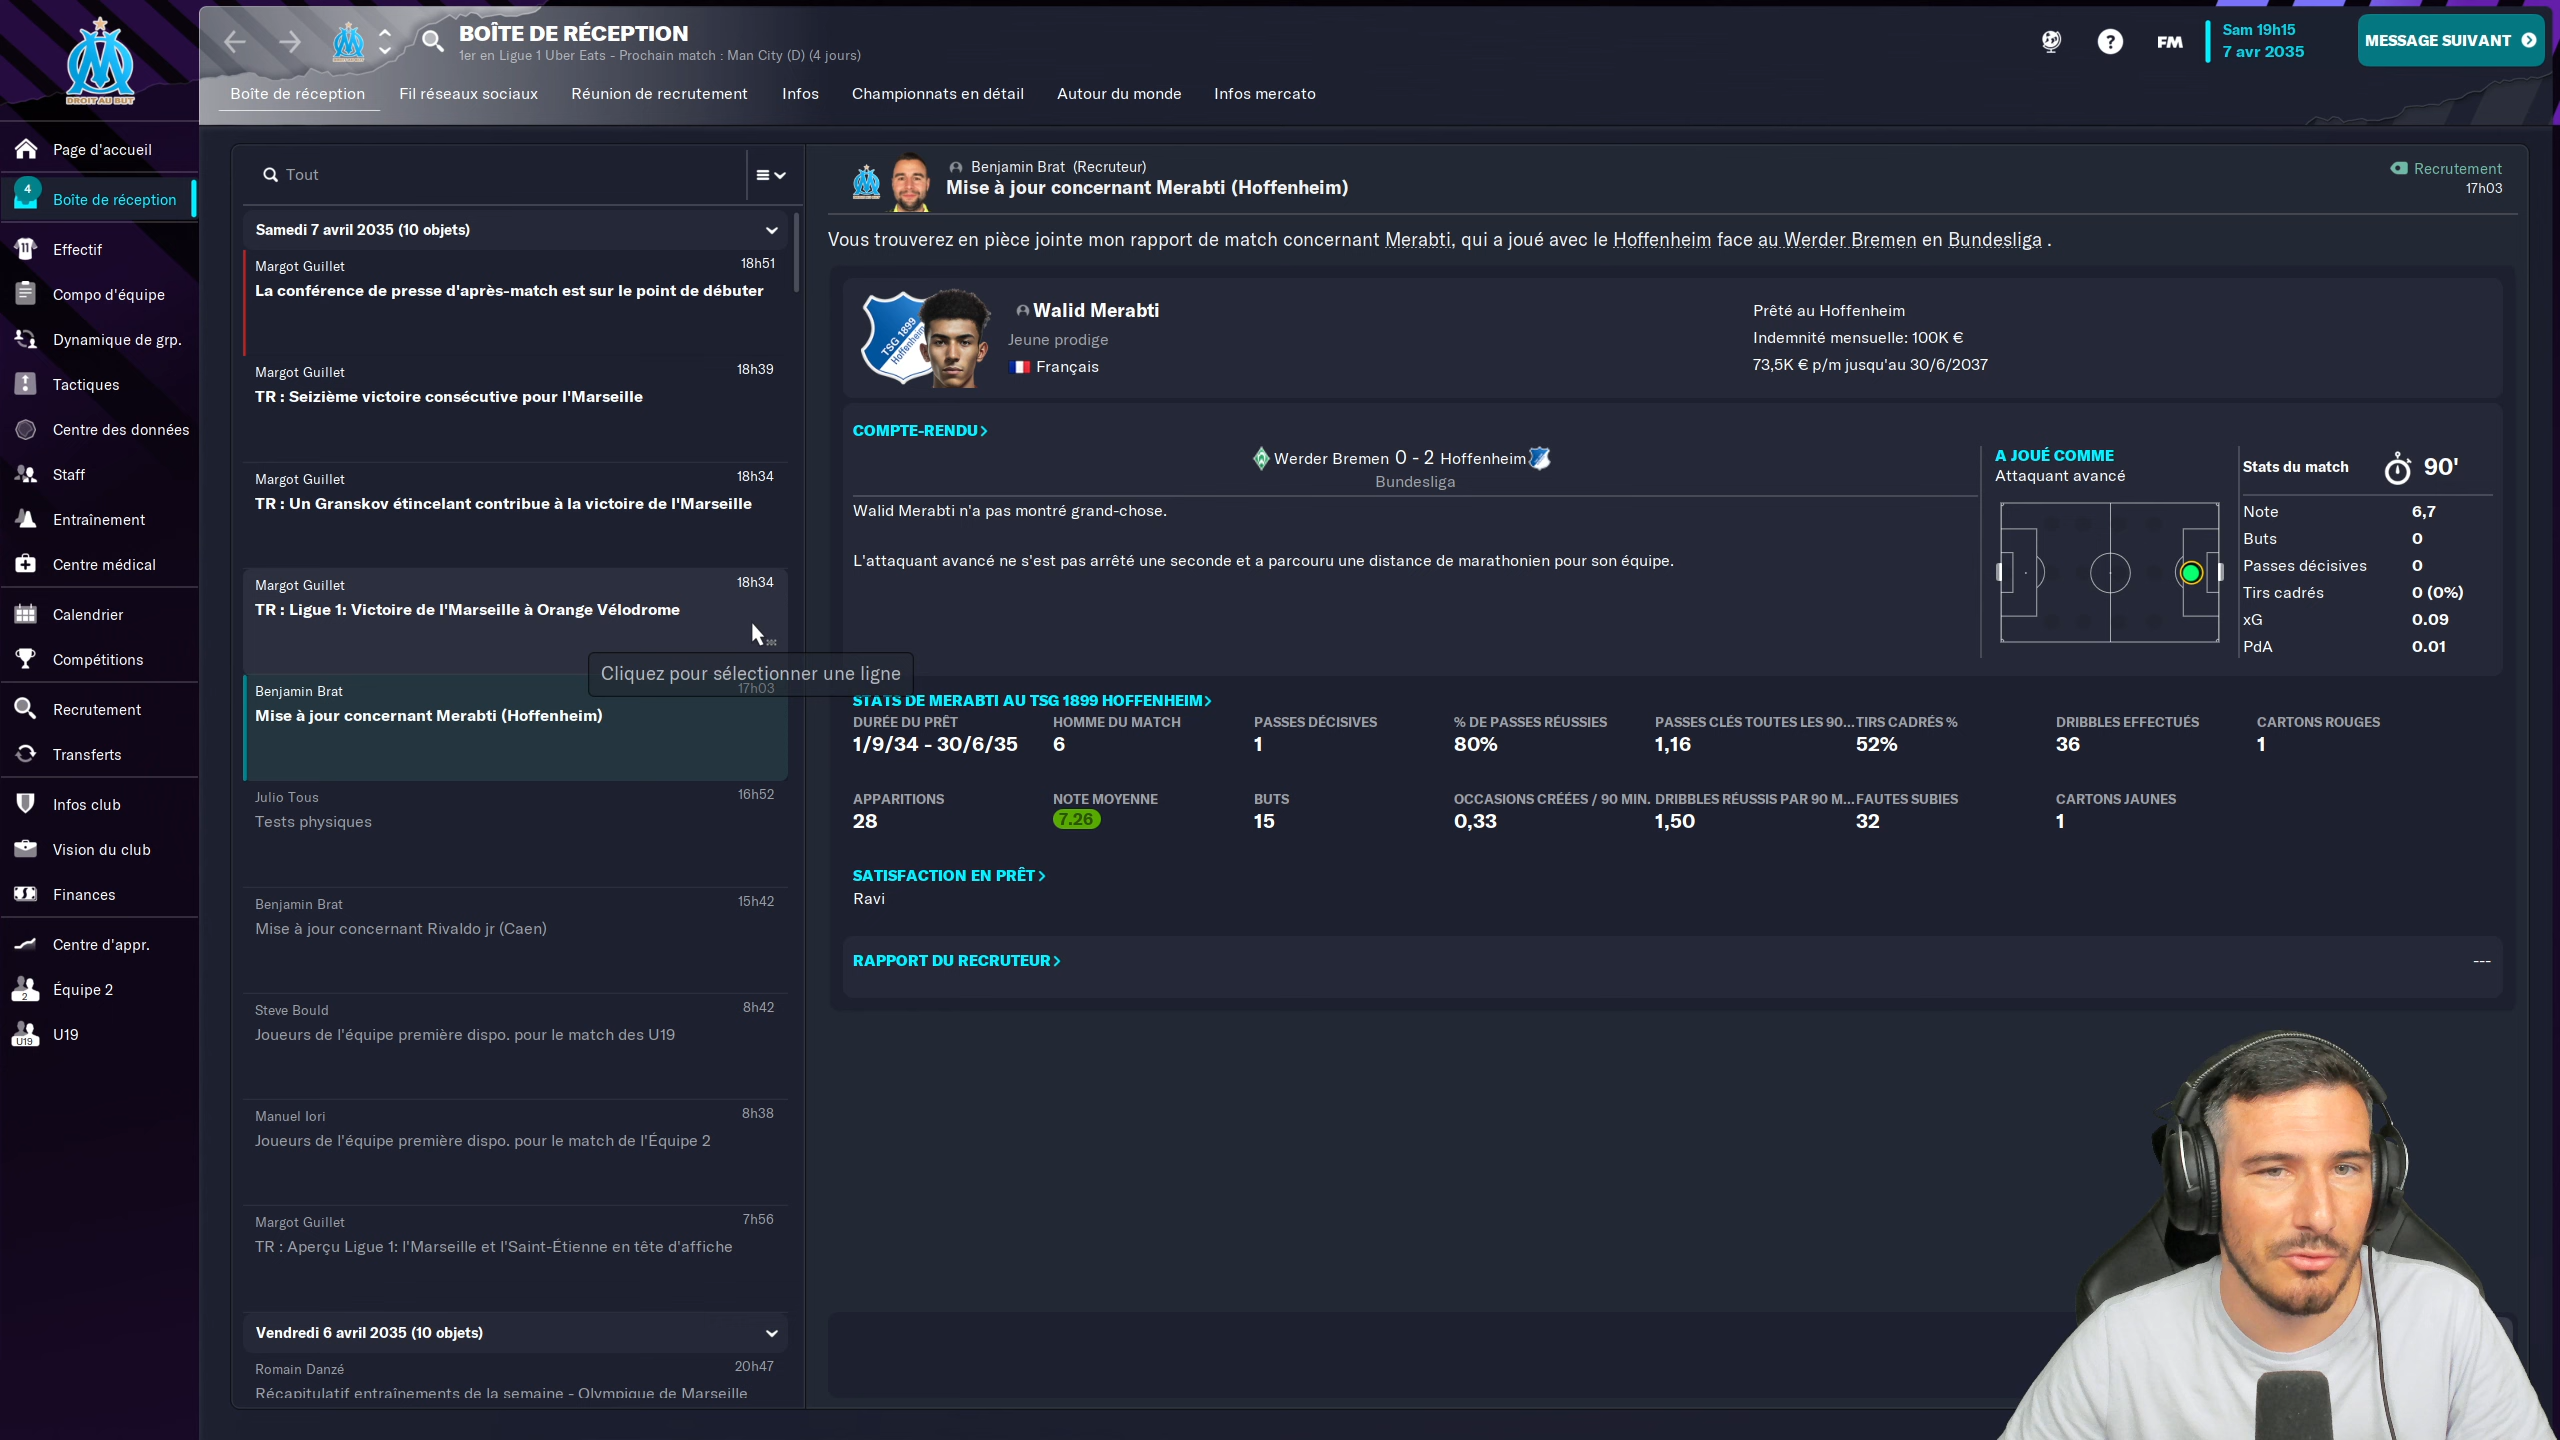 DROIT AU BUT
BOÎTE DE RÉCEPTION
1er en Ligue 1 Uber Eats - Prochain match : Man City (D) (4 jours)
FM
Sam 19h15
7 avr 2035
MESSAGE SUIVANT
Boîte de réception
Fil réseaux sociaux
Réunion de recrutement
Infos
Championnats en détail
Autour du monde
Infos mercato
Page d'accueil
4
Boîte de réception
Effectif
Compo d'équipe
Dynamique de grp.
Tactiques
Centre des données
Staff
Entraînement
Centre médical
Calendrier
Compétitions
Recrutement
Transferts
Infos club
Vision du club
Finances
Centre d'appr.
2
Équipe 2
U19
U19
Tout
Samedi 7 avril 2035 (10 objets)
Margot Guillet 18h51
La conférence de presse d'après-match est sur le point de débuter
Margot Guillet 18h39
TR : Seizième victoire consécutive pour l'Marseille
Margot Guillet 18h34
TR : Un Granskov étincelant contribue à la victoire de l'Marseille
Margot Guillet 18h34
TR : Ligue 1: Victoire de l'Marseille à Orange Vélodrome
Cliquez pour sélectionner une ligne
Benjamin Brat 17h03
Mise à jour concernant Merabti (Hoffenheim)
Julio Tous 16h52
Tests physiques
Benjamin Brat 15h42
Mise à jour concernant Rivaldo jr (Caen)
Steve Bould 8h42
Joueurs de l'équipe première dispo. pour le match des U19
Manuel Iori 8h38
Joueurs de l'équipe première dispo. pour le match de l'Équipe 2
Margot Guillet 7h56
TR : Aperçu Ligue 1: l'Marseille et l'Saint-Étienne en tête d'affiche
Vendredi 6 avril 2035 (10 objets)
Romain Danzé 20h47
Récapitulatif entraînements de la semaine - Olympique de Marseille
Benjamin Brat (Recruteur)
Mise à jour concernant Merabti (Hoffenheim)
Recrutement
17h03
Vous trouverez en pièce jointe mon rapport de match concernant Merabti, qui a joué avec le Hoffenheim face au Werder Bremen en Bundesliga .
TSG 1899
Hoffenheim
Walid Merabti
Jeune prodige
Français
Prêté au Hoffenheim
Indemnité mensuelle: 100K €
73,5K € p/m jusqu'au 30/6/2037
COMPTE-RENDU
Werder Bremen 0 - 2 Hoffenheim
Bundesliga
Walid Merabti n'a pas montré grand-chose.
L'attaquant avancé ne s'est pas arrêté une seconde et a parcouru une distance de marathonien pour son équipe.
A JOUÉ COMME
Attaquant avancé
Stats du match 90'
Note 6,7
Buts 0
Passes décisives 0
Tirs cadrés 0 (0%)
xG 0.09
PdA 0.01
STATS DE MERABTI AU TSG 1899 HOFFENHEIM
DURÉE DU PRÊT HOMME DU MATCH PASSES DÉCISIVES % DE PASSES RÉUSSIES PASSES CLÉS TOUTES LES 90... TIRS CADRÉS % DRIBBLES EFFECTUÉS CARTONS ROUGES
1/9/34 - 30/6/35 6 1 80% 1,16 52% 36 1
APPARITIONS NOTE MOYENNE BUTS OCCASIONS CRÉÉES / 90 MIN. DRIBBLES RÉUSSIS PAR 90 M... FAUTES SUBIES CARTONS JAUNES
28 7.26 15 0,33 1,50 32 1
SATISFACTION EN PRÊT
Ravi
RAPPORT DU RECRUTEUR ---